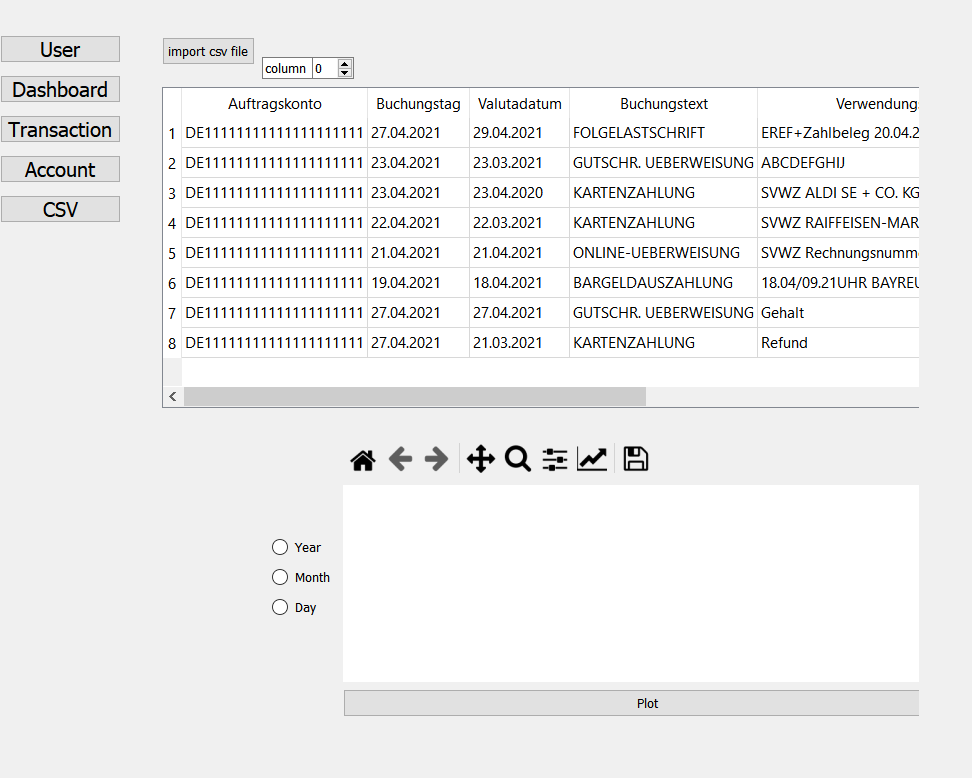 User
Dashboard
Transaction
Account
CSV
import csv file
column 0
Auftragskonto Buchungstag Valutadatum Buchungstext Verwendung
1 DE11111111111111111111 27.04.2021 29.04.2021 FOLGELASTSCHRIFT EREF+Zahlbeleg 20.04.2
2 DE11111111111111111111 23.04.2021 23.03.2021 GUTSCHR. UEBERWEISUNG ABCDEFGHIJ
3 DE11111111111111111111 23.04.2021 23.04.2020 KARTENZAHLUNG SVWZ ALDI SE + CO. KG
4 DE11111111111111111111 22.04.2021 22.03.2021 KARTENZAHLUNG SVWZ RAIFFEISEN-MAR
5 DE11111111111111111111 21.04.2021 21.04.2021 ONLINE-UEBERWEISUNG SVWZ Rechnungsnumm
6 DE11111111111111111111 19.04.2021 18.04.2021 BARGELDAUSZAHLUNG 18.04/09.21UHR BAYREU
7 DE11111111111111111111 27.04.2021 27.04.2021 GUTSCHR. UEBERWEISUNG Gehalt
8 DE11111111111111111111 27.04.2021 21.03.2021 KARTENZAHLUNG Refund
Year
Month
Day
Plot